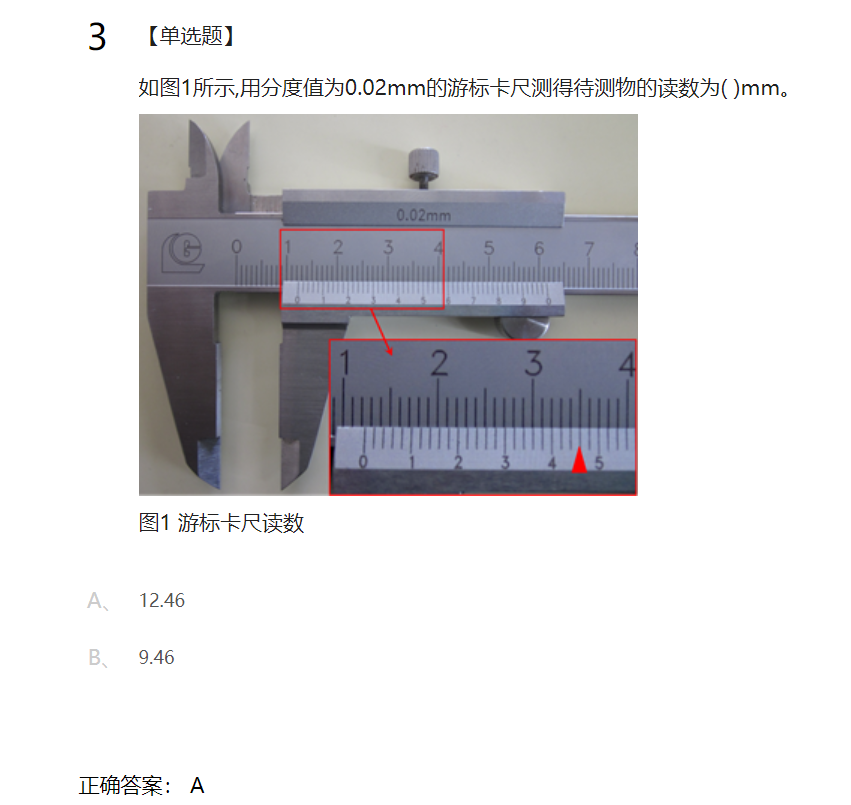 3 【单选题】
如图1所示,用分度值为0.02mm的游标卡尺测得待测物的读数为( )mm。
0.02mm
0 1 2 3 4 5 6 7 8
0 1 2 3 4 5 6 7 8 9 0
1 2 3 4
0 1 2 3 4 5
图1 游标卡尺读数
A、 12.46
B、 9.46
正确答案： A